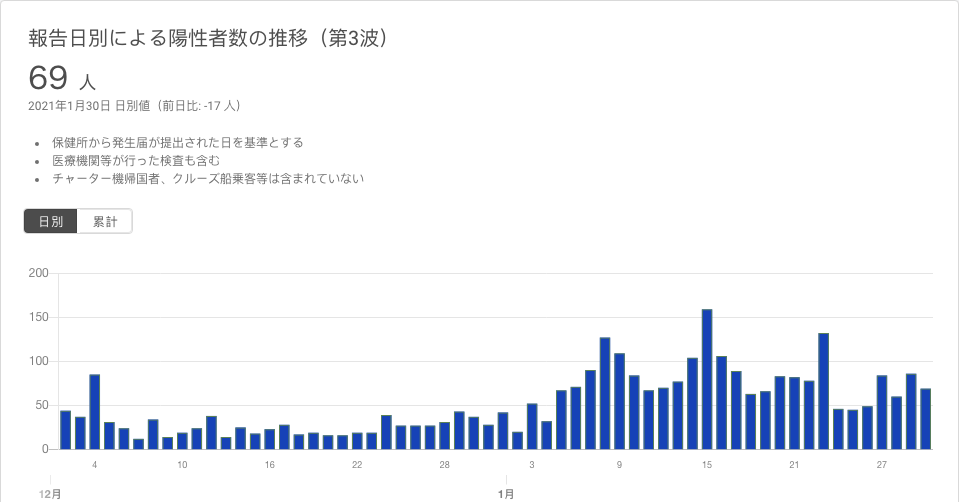 報告日別による陽性者数の推移（第3波）
69 人
2021年1月30日 日別値（前日比: -17 人）
• 保健所から発生届が提出された日を基準とする
• 医療機関等が行った検査も含む
• チャーター機帰国者、クルーズ船乗客等は含まれていない
日別 累計
200
150
100
50
0
4 10 16 22 28 3 9 15 21 27
12月 1月